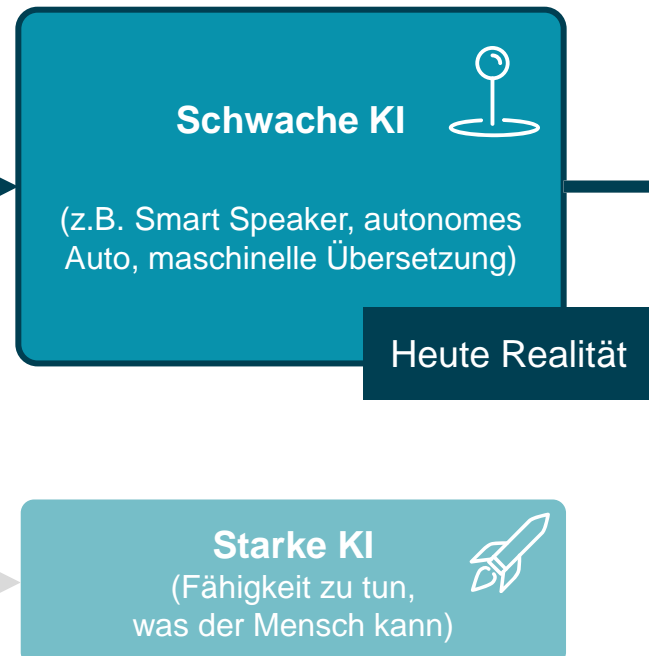 Schwache KI
(z.B. Smart Speaker, autonomes
Auto, maschinelle Übersetzung)
Heute Realität
Starke KI
(Fähigkeit zu tun,
was der Mensch kann)